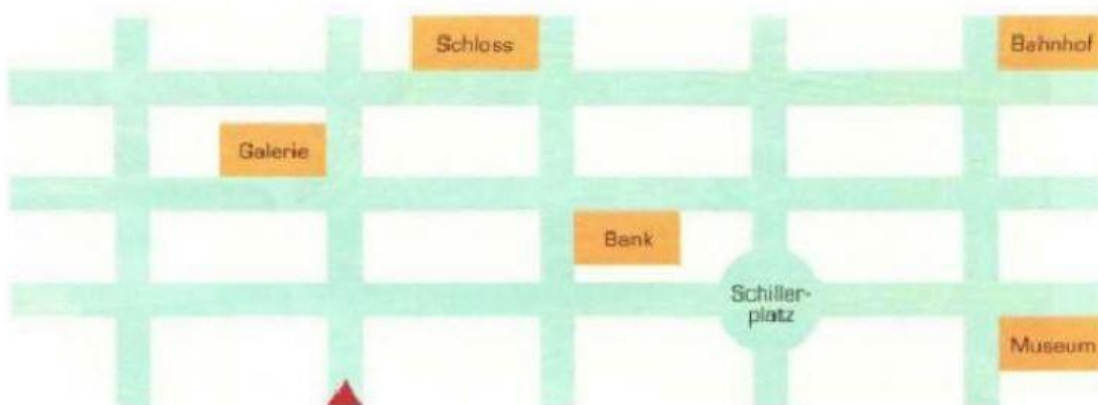 Schloss
Bahnhof
Galerie
Bank
Schiller-
platz
Museum